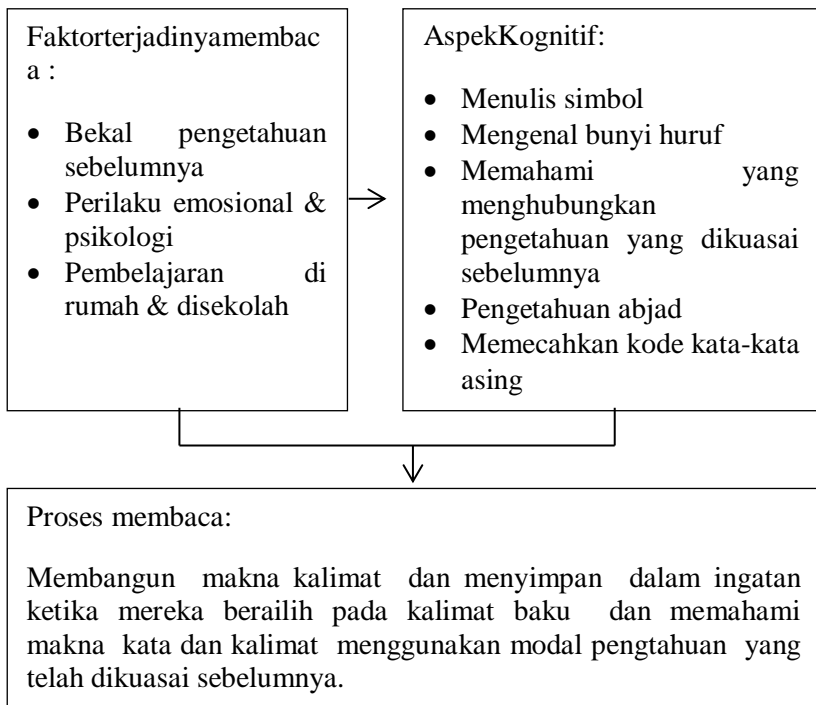 Faktorterjadinyamembac
a :
• Bekal pengetahuan
sebelumnya
• Perilaku emosional &
psikologi
• Pembelajaran di
rumah & disekolah
AspekKognitif:
• Menulis simbol
• Mengenal bunyi huruf
• Memahami yang
menghubungkan
pengetahuan yang dikuasai
sebelumnya
• Pengetahuan abjad
• Memecahkan kode kata-kata
asing
Proses membaca:
Membangun makna kalimat dan menyimpan dalam ingatan
ketika mereka berailih pada kalimat baku dan memahami
makna kata dan kalimat menggunakan modal pengtahuan yang
telah dikuasai sebelumnya.